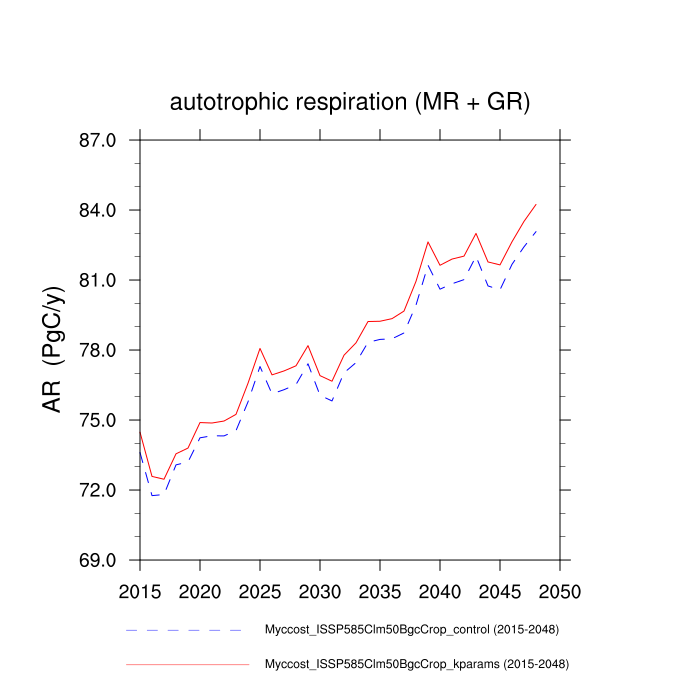 autotrophic respiration (MR + GR)
87.0
84.0
81.0
78.0
75.0
72.0
69.0
AR (PgC/y)
2015 2020 2025 2030 2035 2040 2045 2050
Myccost_ISSP585Clm50BgcCrop_control (2015-2048)
Myccost_ISSP585Clm50BgcCrop_kparams (2015-2048)